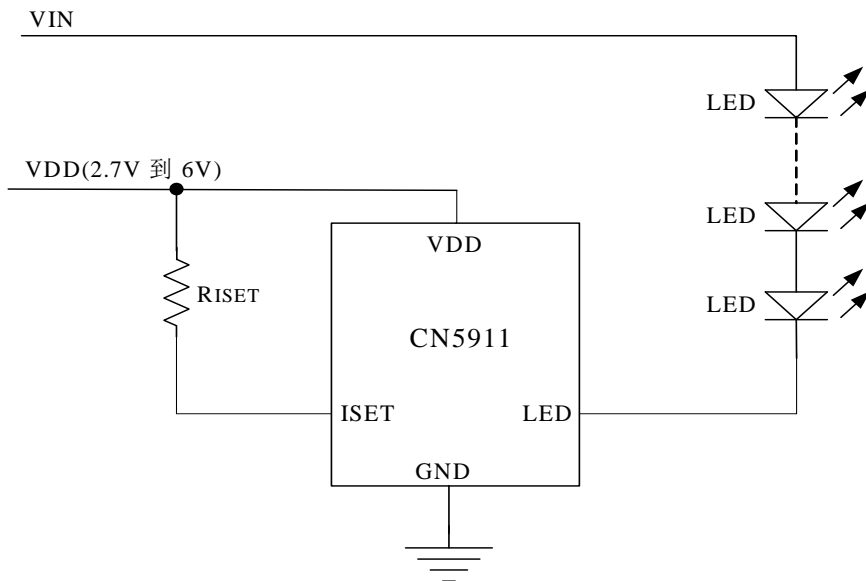 VIN
LED
VDD(2.7V 到 6V)
LED
VDD
RISET
LED
CN5911
ISET
LED
GND